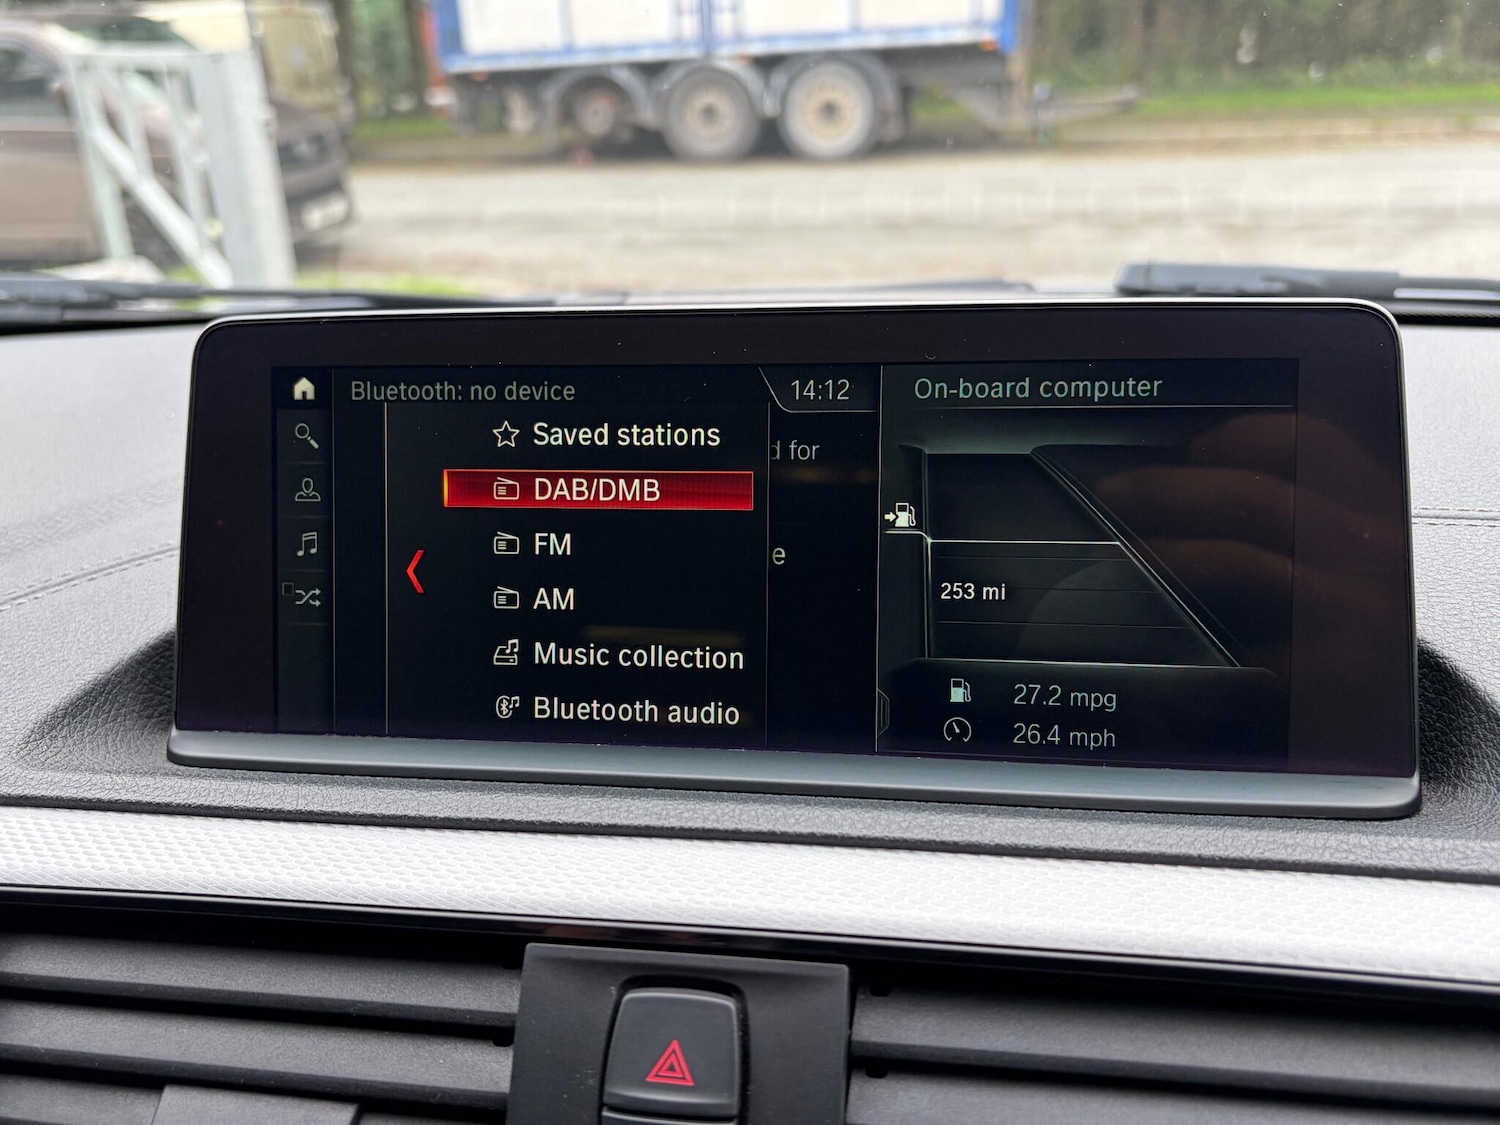 Bluetooth: no device
14:12
On-board computer
Saved stations
d for
DAB/DMB
FM
e
AM
253 mi
Music collection
Bluetooth audio
27.2 mpg
26.4 mph